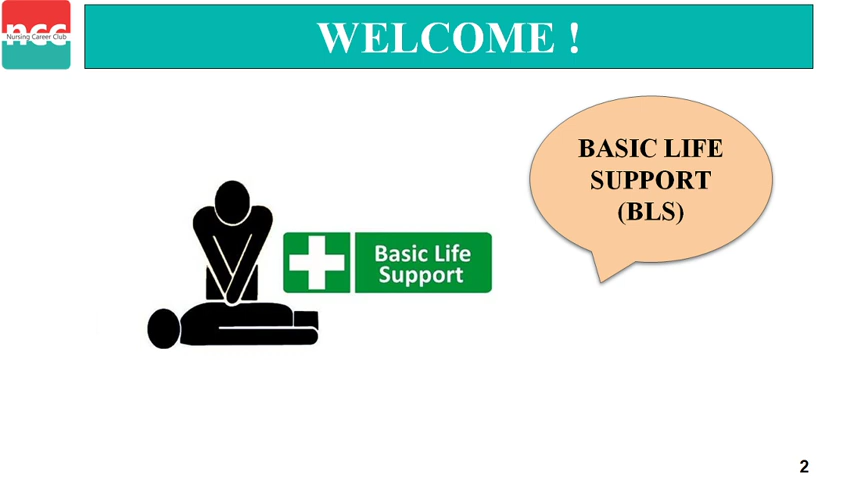 ncc
Nursing Career Club
WELCOME !
BASIC LIFE
SUPPORT
(BLS)
Basic Life
Support
2